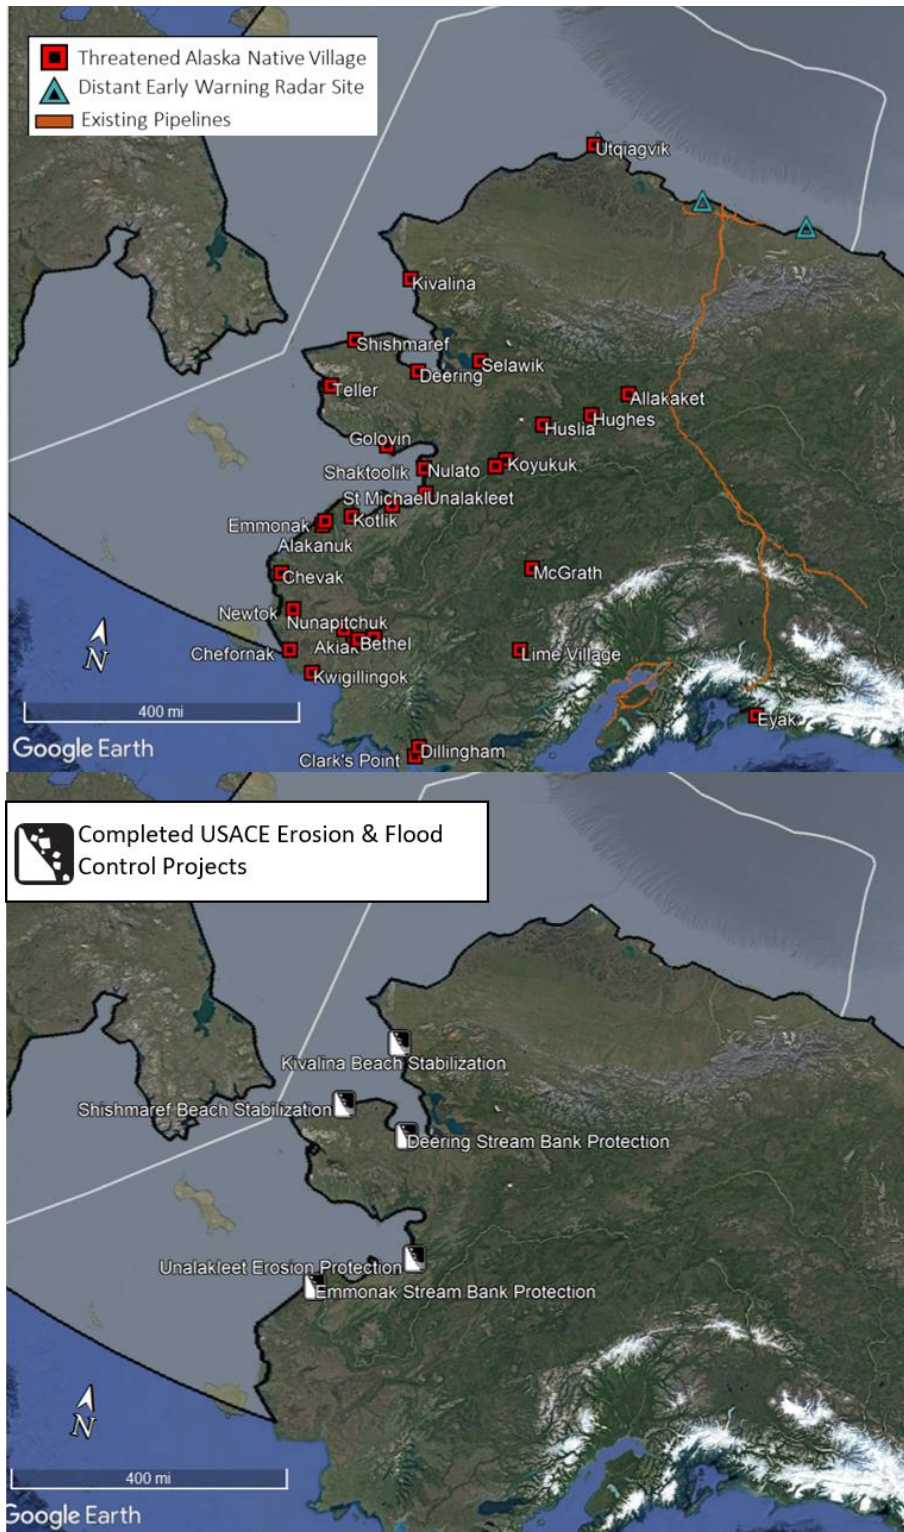 Threatened Alaska Native Village
Distant Early Warning Radar Site
Existing Pipelines
Utqiagvik
Kivalina
Shishmaref
Selawik
Deering
Teller
Allakaket
Hughes
Huslia
Golovin
Koyukuk
Shaktoolik
Nulato
St Michael
Unalakleet
Kotlik
Emmonak
Alakanuk
McGrath
Chevak
Newtok
Nunapitchuk
Akiak
Bethel
Chefornak
Lime Village
Kwigillingok
N
400 mi
Eyak
Google Earth
Dillingham
Clark's Point
Completed USACE Erosion & Flood
Control Projects
Kivalina Beach Stabilization
Shishmaref Beach Stabilization
Deering Stream Bank Protection
Unalakleet Erosion Protection
Emmonak Stream Bank Protection
N
400 mi
Google Earth